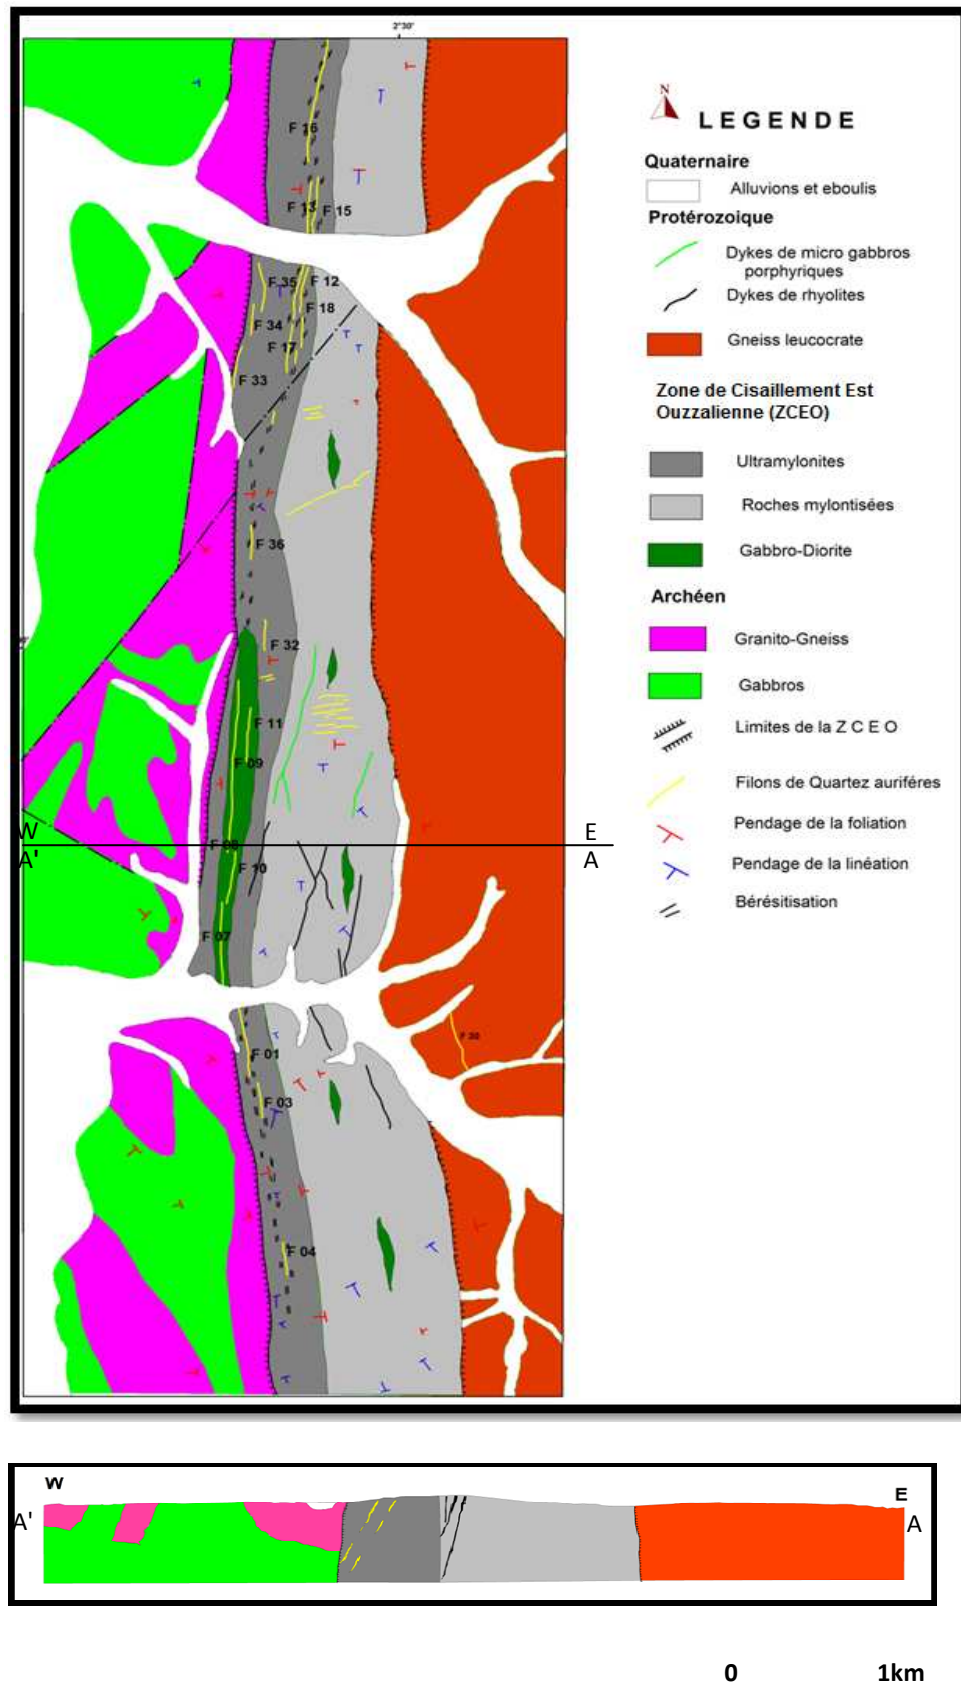 2°30'
N
LEGENDE
Quaternaire
Alluvions et eboulis
Protérozoique
Dykes de micro gabbros
porphyriques
Dykes de rhyolites
Gneiss leucocrate
Zone de Cisaillement Est
Ouzzalienne (ZCEO)
Ultramylonites
Roches mylontisées
Gabbro-Diorite
Archéen
Granito-Gneiss
Gabbros
Limites de la Z C E O
Filons de Quartez auriféres
Pendage de la foliation
Pendage de la linéation
Bérésitisation
F 16
F 13
F 15
F 35
F 12
F 18
F 34
F 17
F 33
F 36
F 32
F 11
F 09
W
E
F 08
A'
A
F 10
F 07
F 30
F 01
F 03
F 04
W
E
A'
A
0 1km